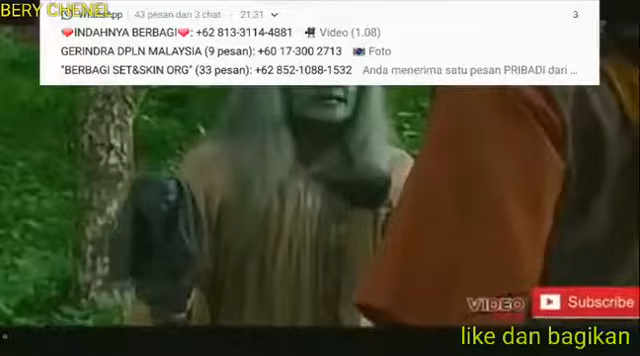 BERY CHENEL
WhatsApp | 43 pesan dan 3 chat 21.31 3
❤️INDAHNYA BERBAGI❤️: +62 813-3114-4881 🎥 Video (1.08)
GERINDRA DPLN MALAYSIA (9 pesan): +60 17-300 2713 📷 Foto
"BERBAGI SET&SKIN ORG" (33 pesan): +62 852-1088-1532 Anda menerima satu pesan PRIBADI dari ...
VIDEO
Subscribe
like dan bagikan